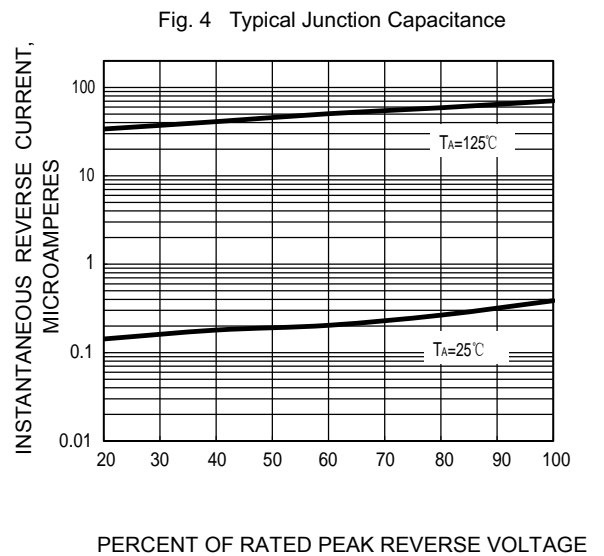 Fig. 4 Typical Junction Capacitance
INSTANTANEOUS REVERSE CURRENT,
MICROAMPERES
100
10
1
0.1
0.01
TA=125℃
TA=25℃
20 30 40 50 60 70 80 90 100
PERCENT OF RATED PEAK REVERSE VOLTAGE